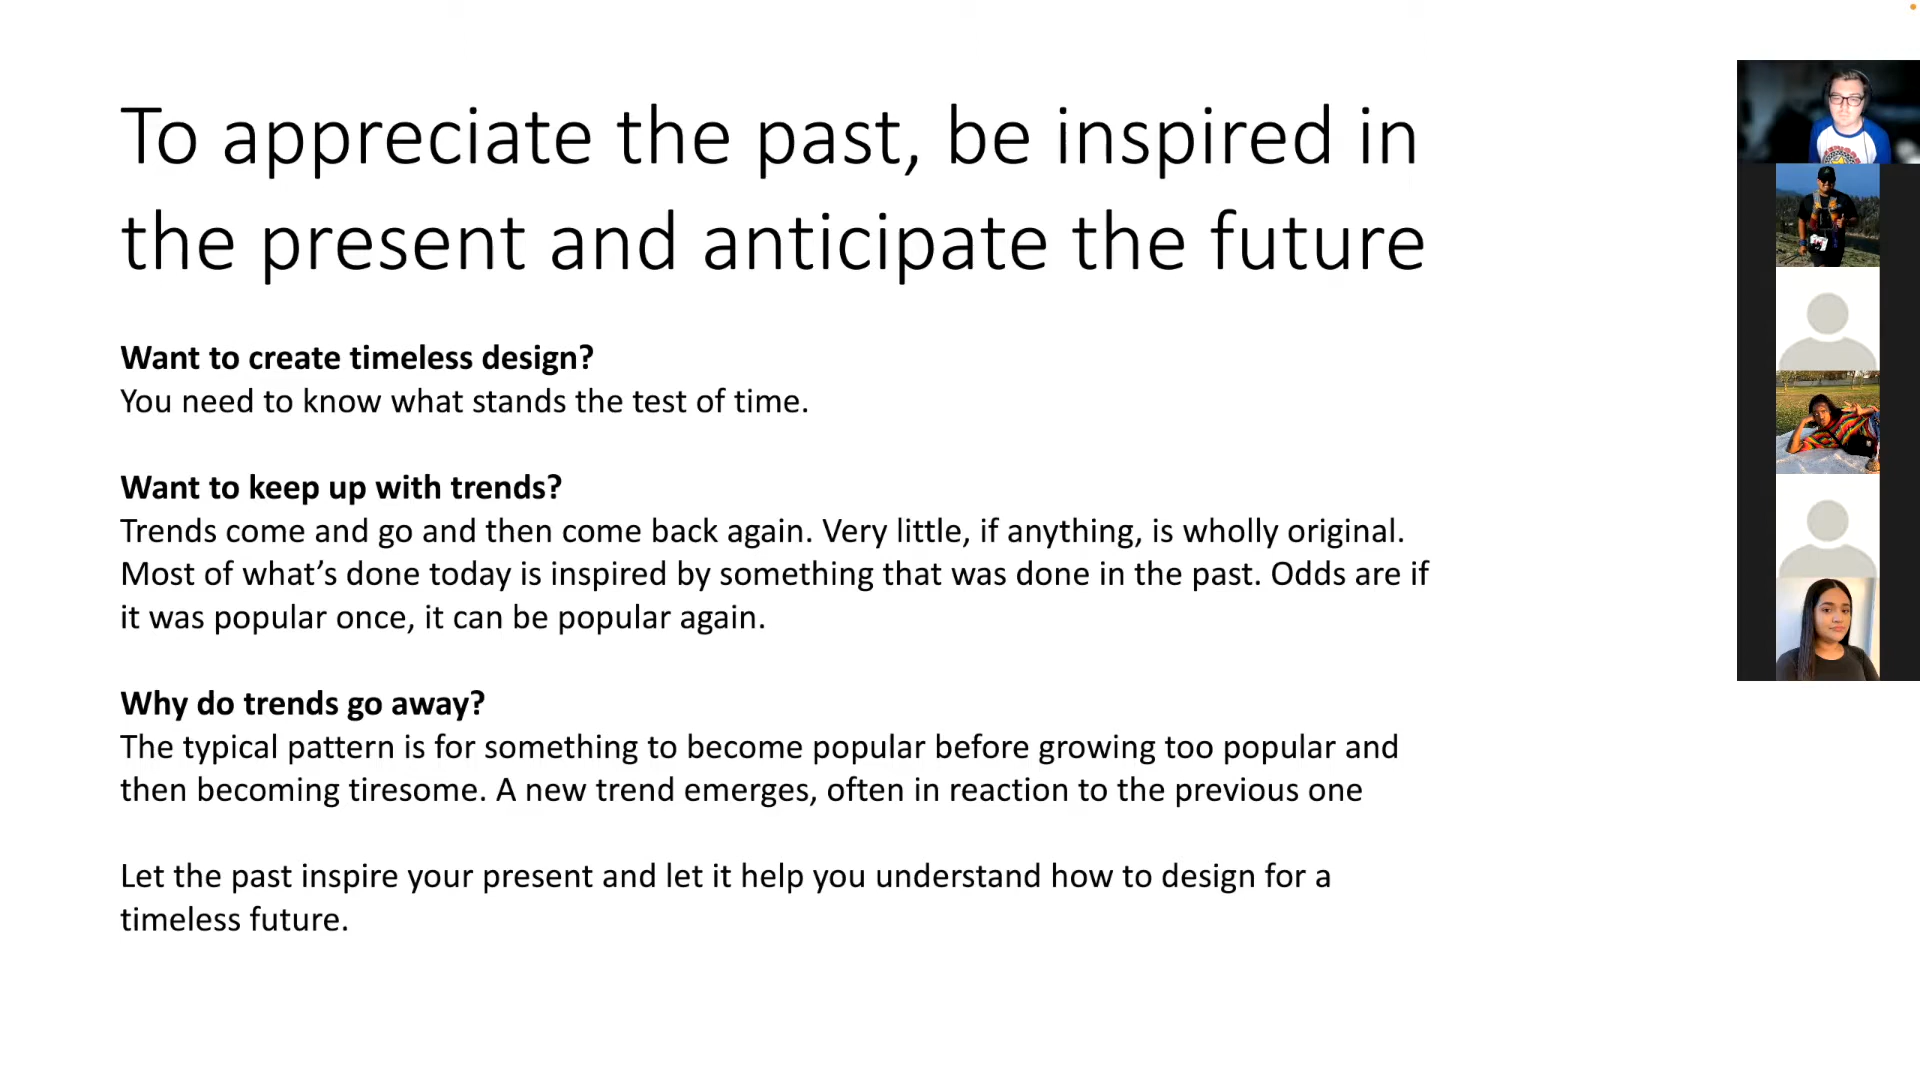 To appreciate the past, be inspired in
the present and anticipate the future
Want to create timeless design?
You need to know what stands the test of time.
Want to keep up with trends?
Trends come and go and then come back again. Very little, if anything, is wholly original.
Most of what’s done today is inspired by something that was done in the past. Odds are if
it was popular once, it can be popular again.
Why do trends go away?
The typical pattern is for something to become popular before growing too popular and
then becoming tiresome. A new trend emerges, often in reaction to the previous one
Let the past inspire your present and let it help you understand how to design for a
timeless future.